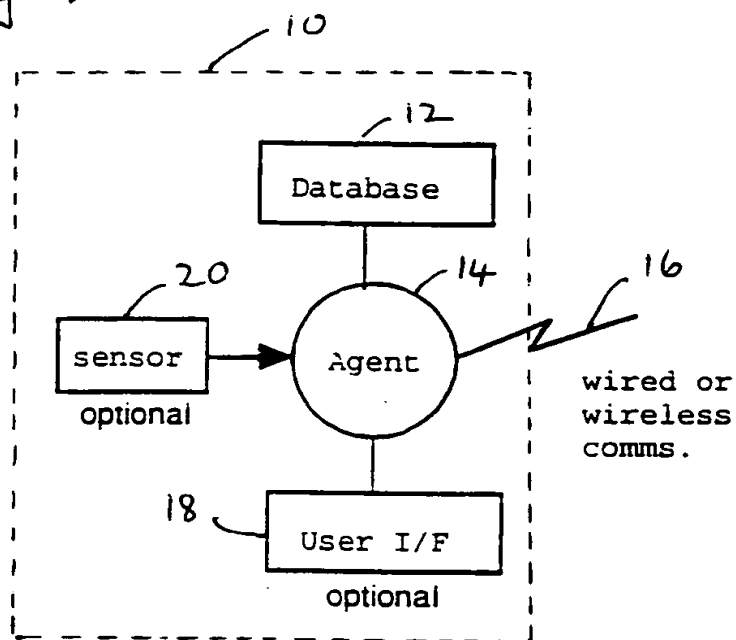 10
12
Database
20
14
16
sensor
Agent
optional
wired or
wireless
comms.
18
User I/F
optional